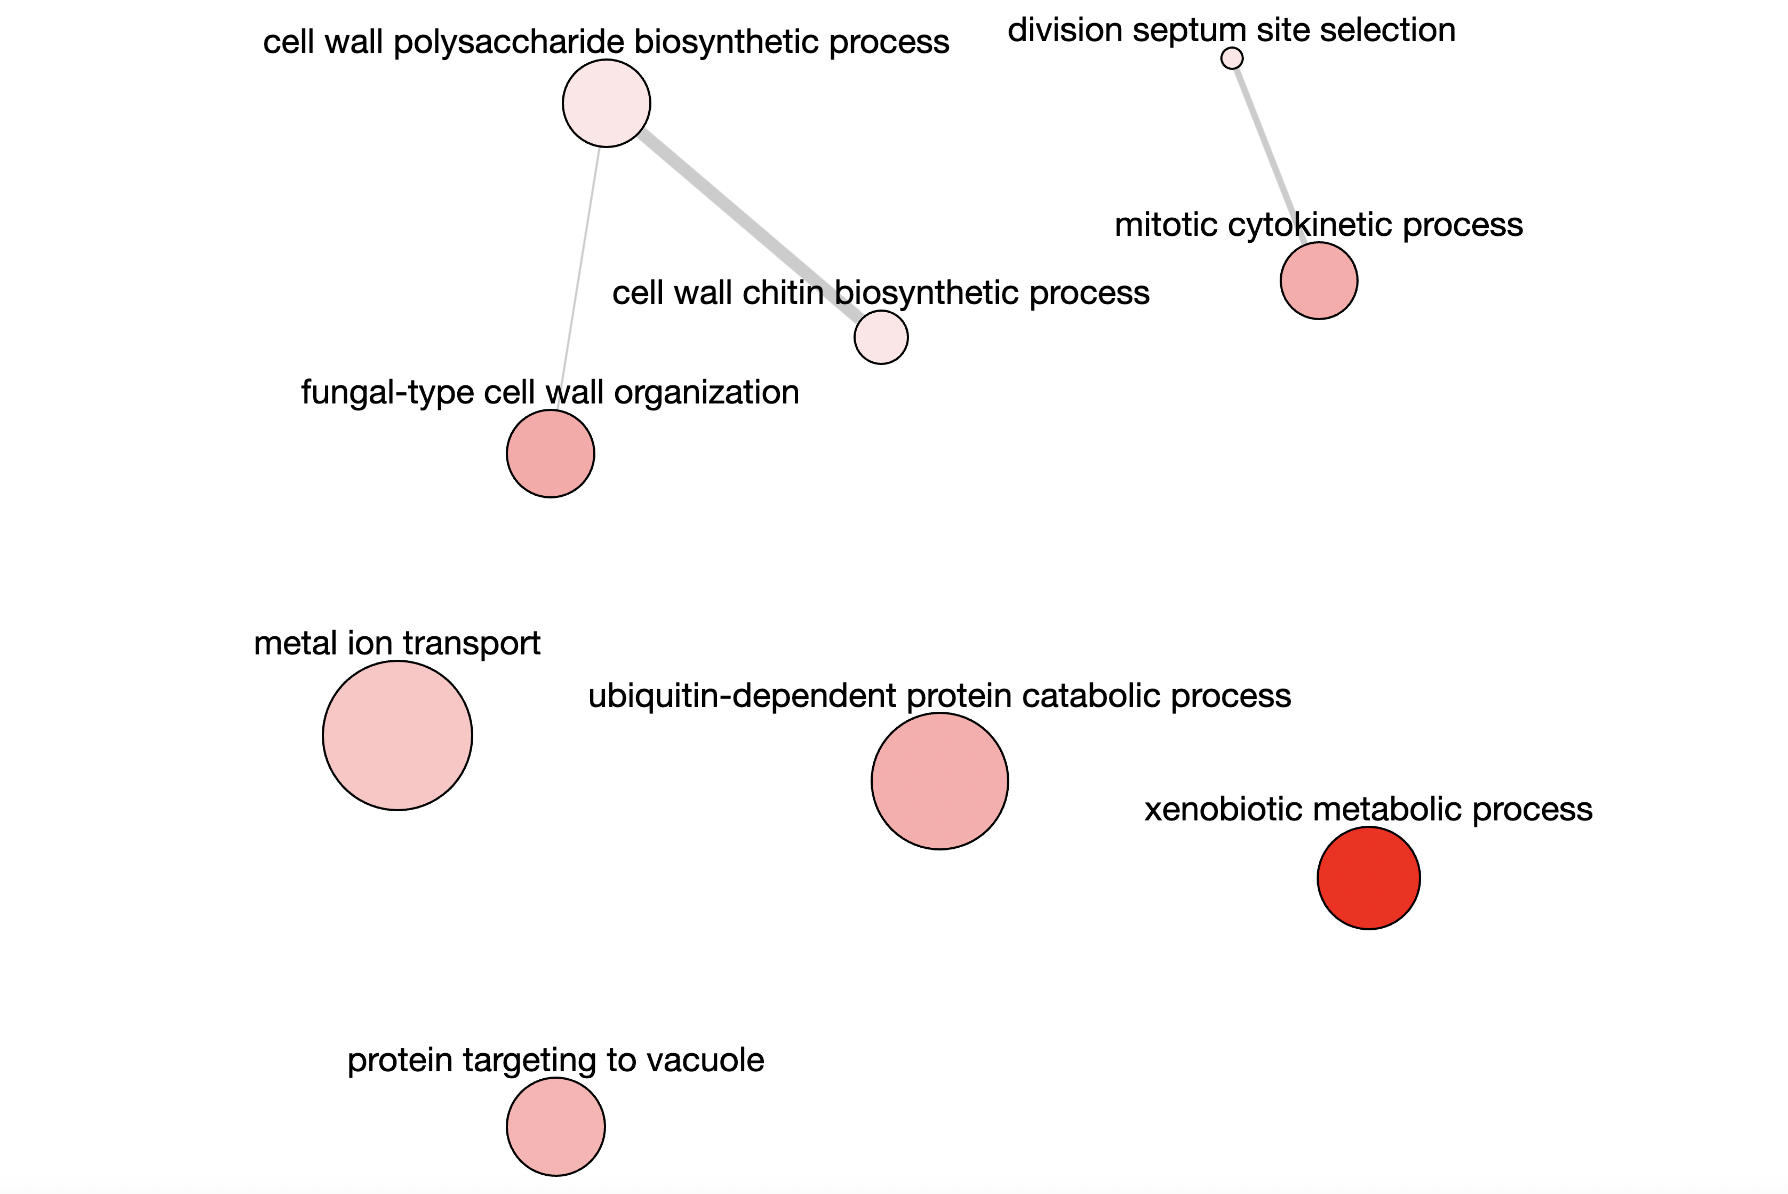 division septum site selection
cell wall polysaccharide biosynthetic process
mitotic cytokinetic process
cell wall chitin biosynthetic process
fungal-type cell wall organization
metal ion transport
ubiquitin-dependent protein catabolic process
xenobiotic metabolic process
protein targeting to vacuole